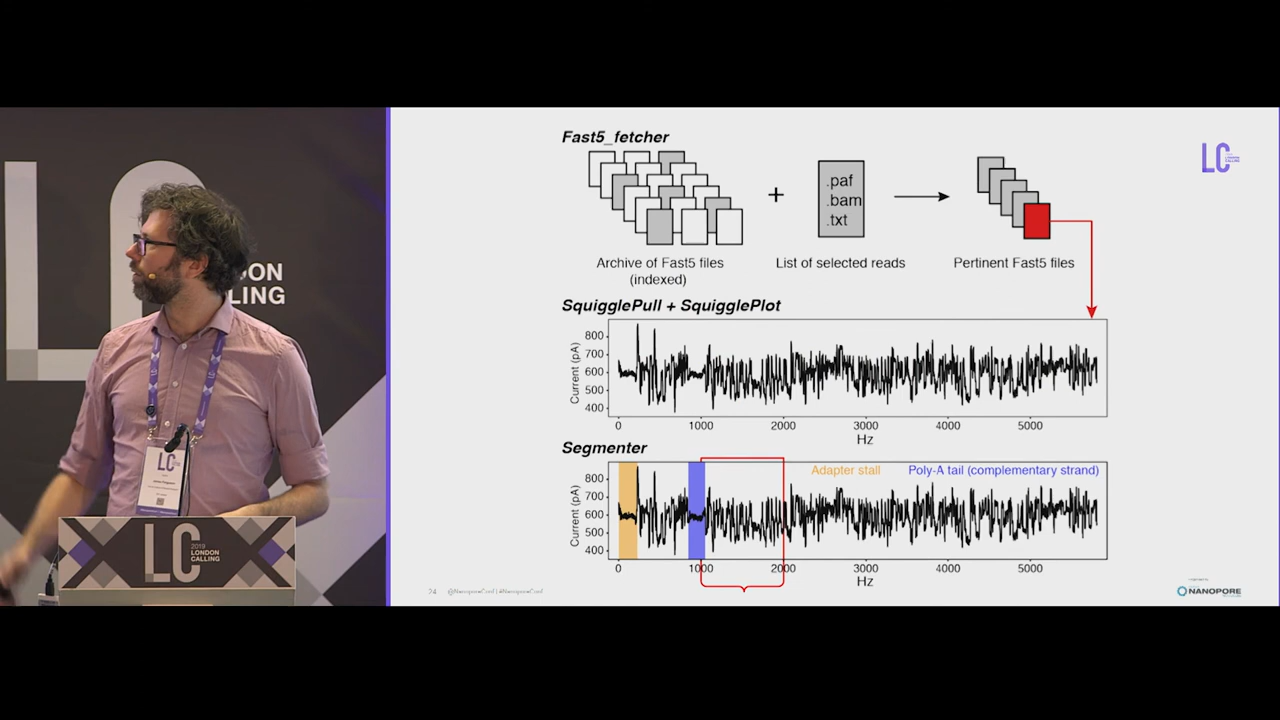 Fast5_fetcher
LC
.paf
.bam
.txt
Archive of Fast5 files
(indexed)
List of selected reads
Pertinent Fast5 files
SquigglePull + SquigglePlot
Current (pA)
800
700
600
500
400
0 1000 2000 3000 4000 5000
Hz
Segmenter
Adapter stall
Poly-A tail (complementary strand)
Current (pA)
800
700
600
500
400
0 1000 2000 3000 4000 5000
Hz
24 @NanoporeConf | #NanoporeConf
NANOPORE
L
LONDON
CALLING
LC
LC
2019
LONDON
CALLING